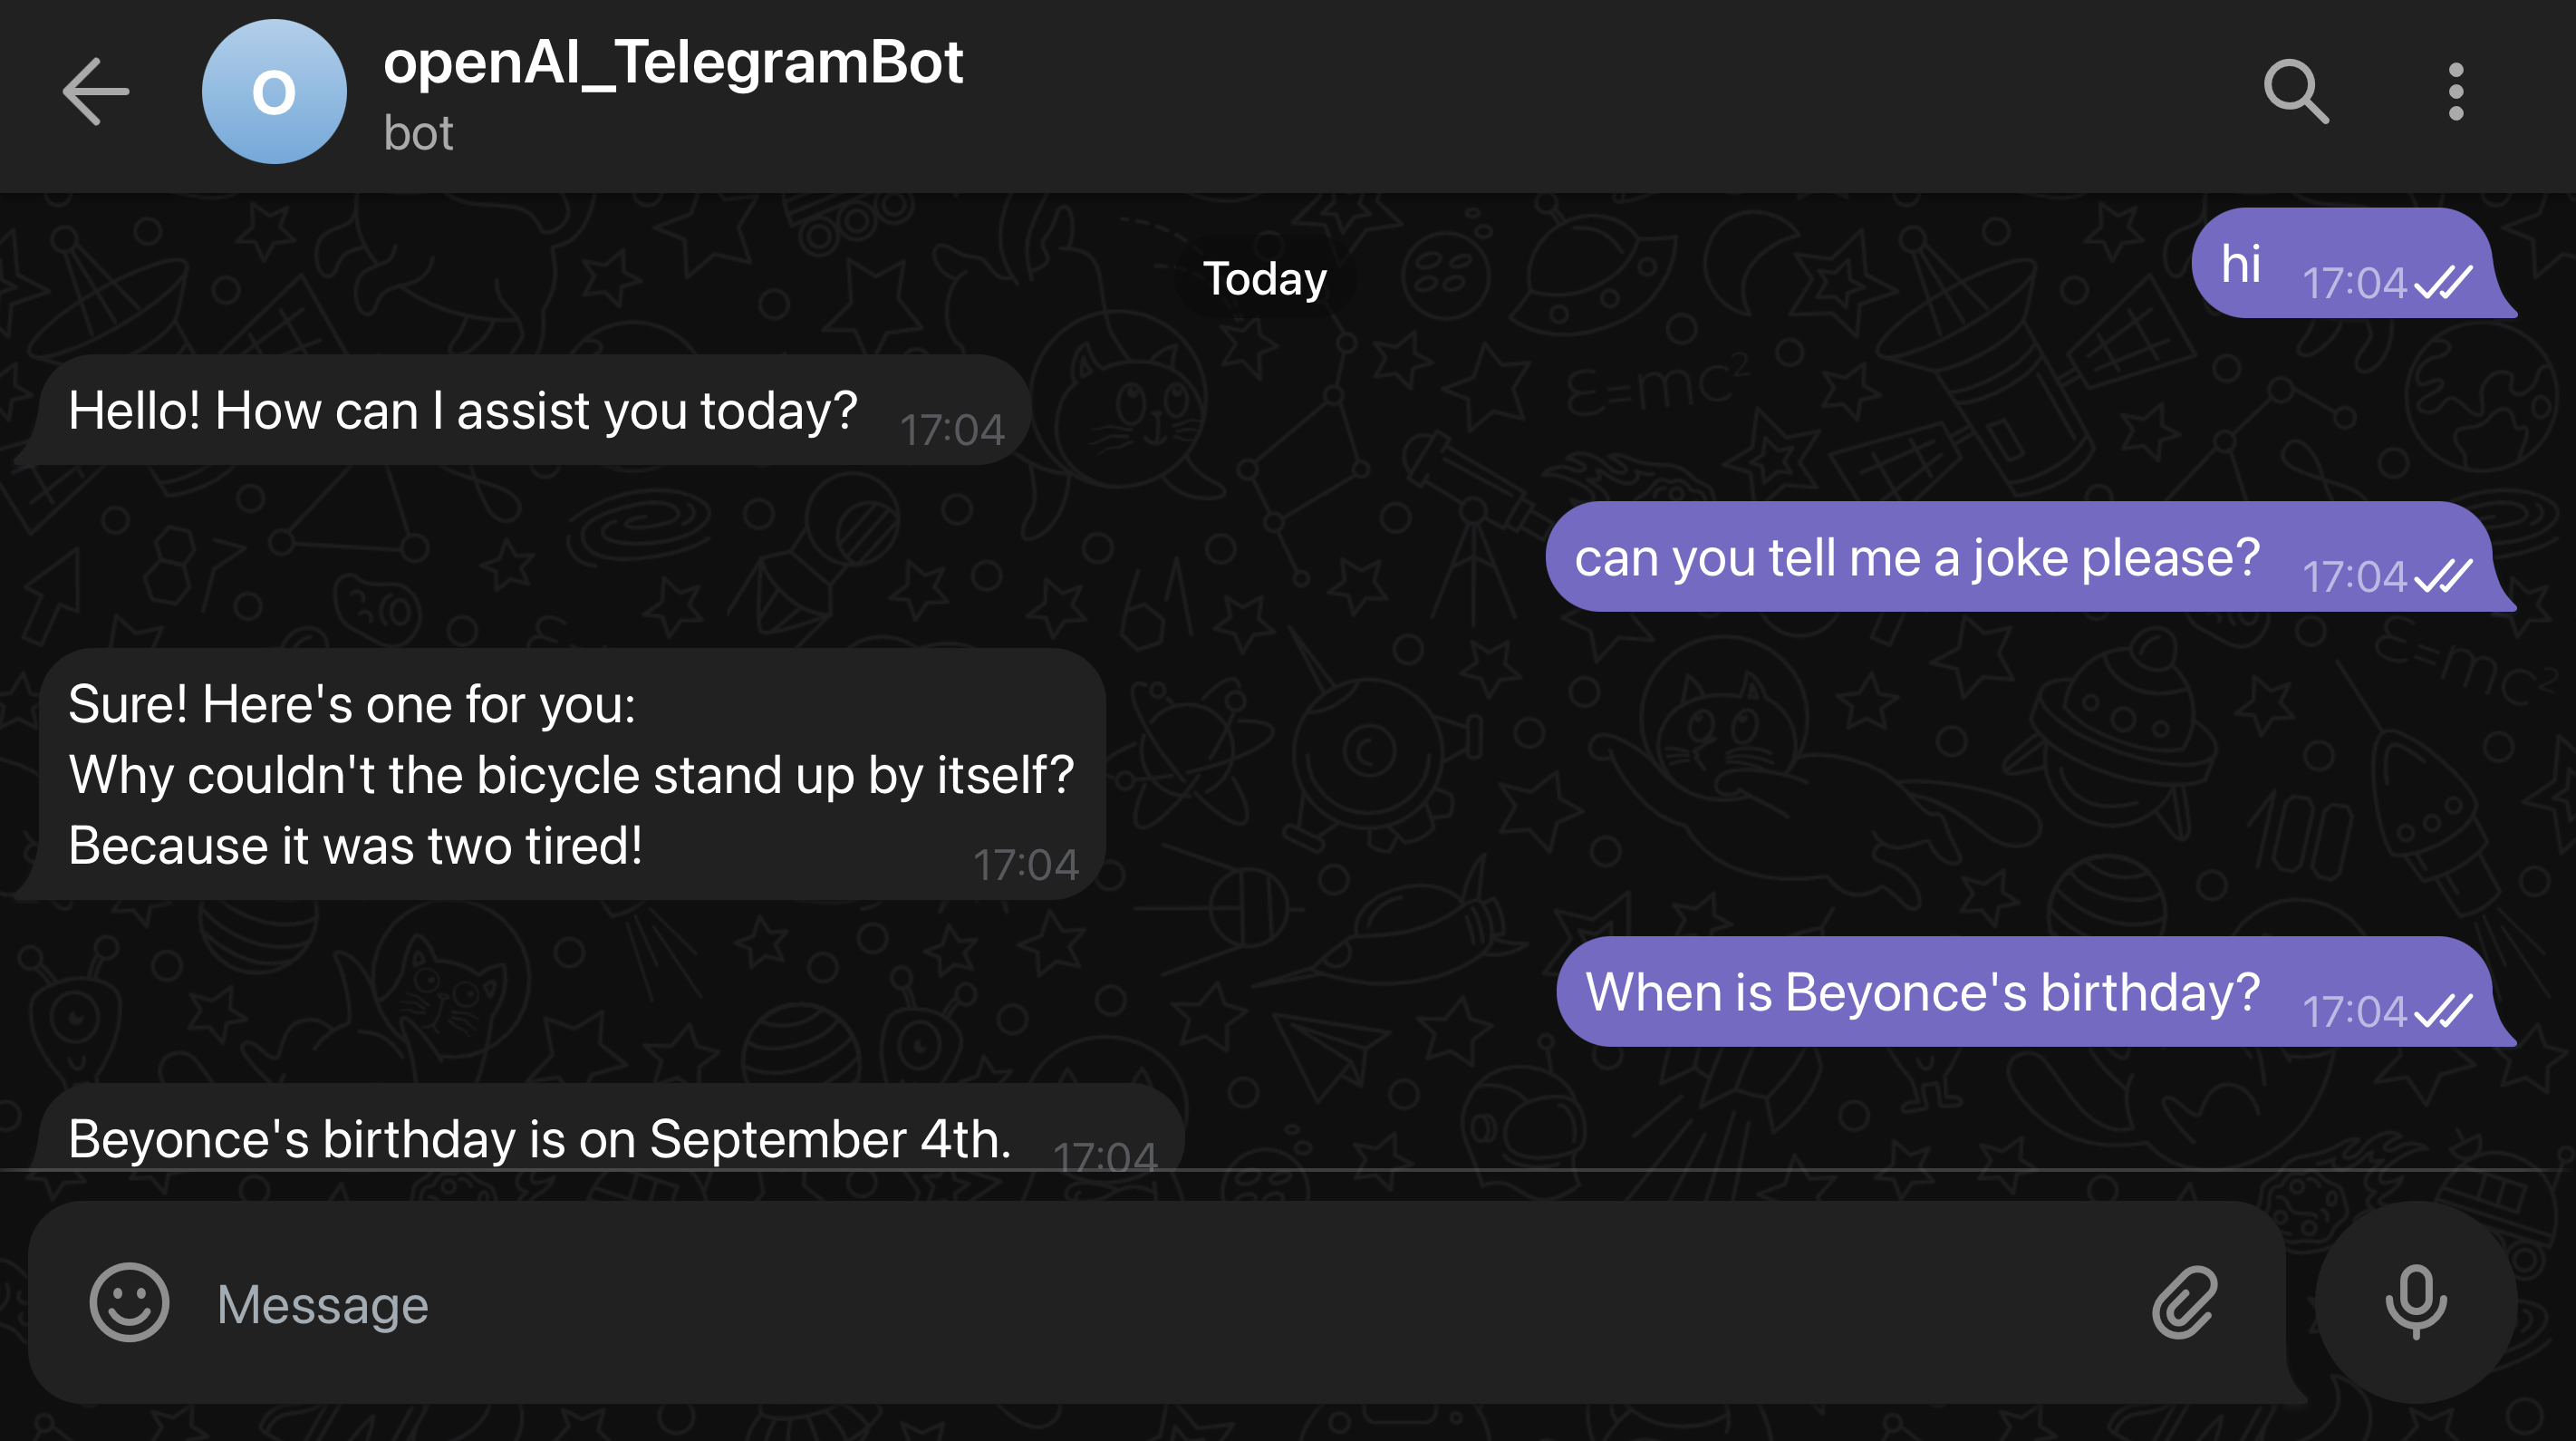 O
openAI_TelegramBot
bot
hi 17:04
Today
Hello! How can I assist you today? 17:04
can you tell me a joke please? 17:04
Sure! Here's one for you:
Why couldn't the bicycle stand up by itself?
Because it was two tired! 17:04
When is Beyonce's birthday? 17:04
Beyonce's birthday is on September 4th. 17:04
Message